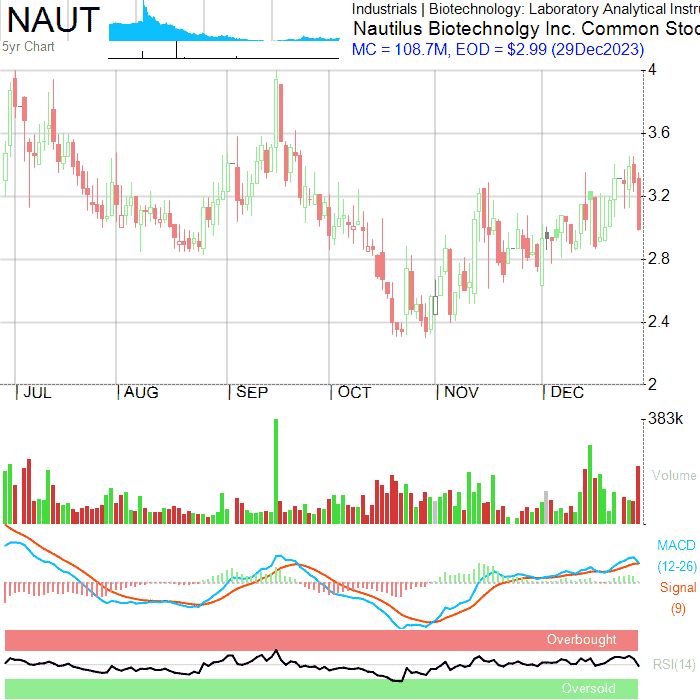 NAUT
5yr Chart
Industrials | Biotechnology: Laboratory Analytical Instru
Nautilus Biotechnolgy Inc. Common Stoc
MC = 108.7M, EOD = $2.99 (29Dec2023)
4
3.6
3.2
2.8
2.4
2
JUL AUG SEP OCT NOV DEC
383k
Volume
MACD
(12-26)
Signal
(9)
Overbought
RSI(14)
Oversold